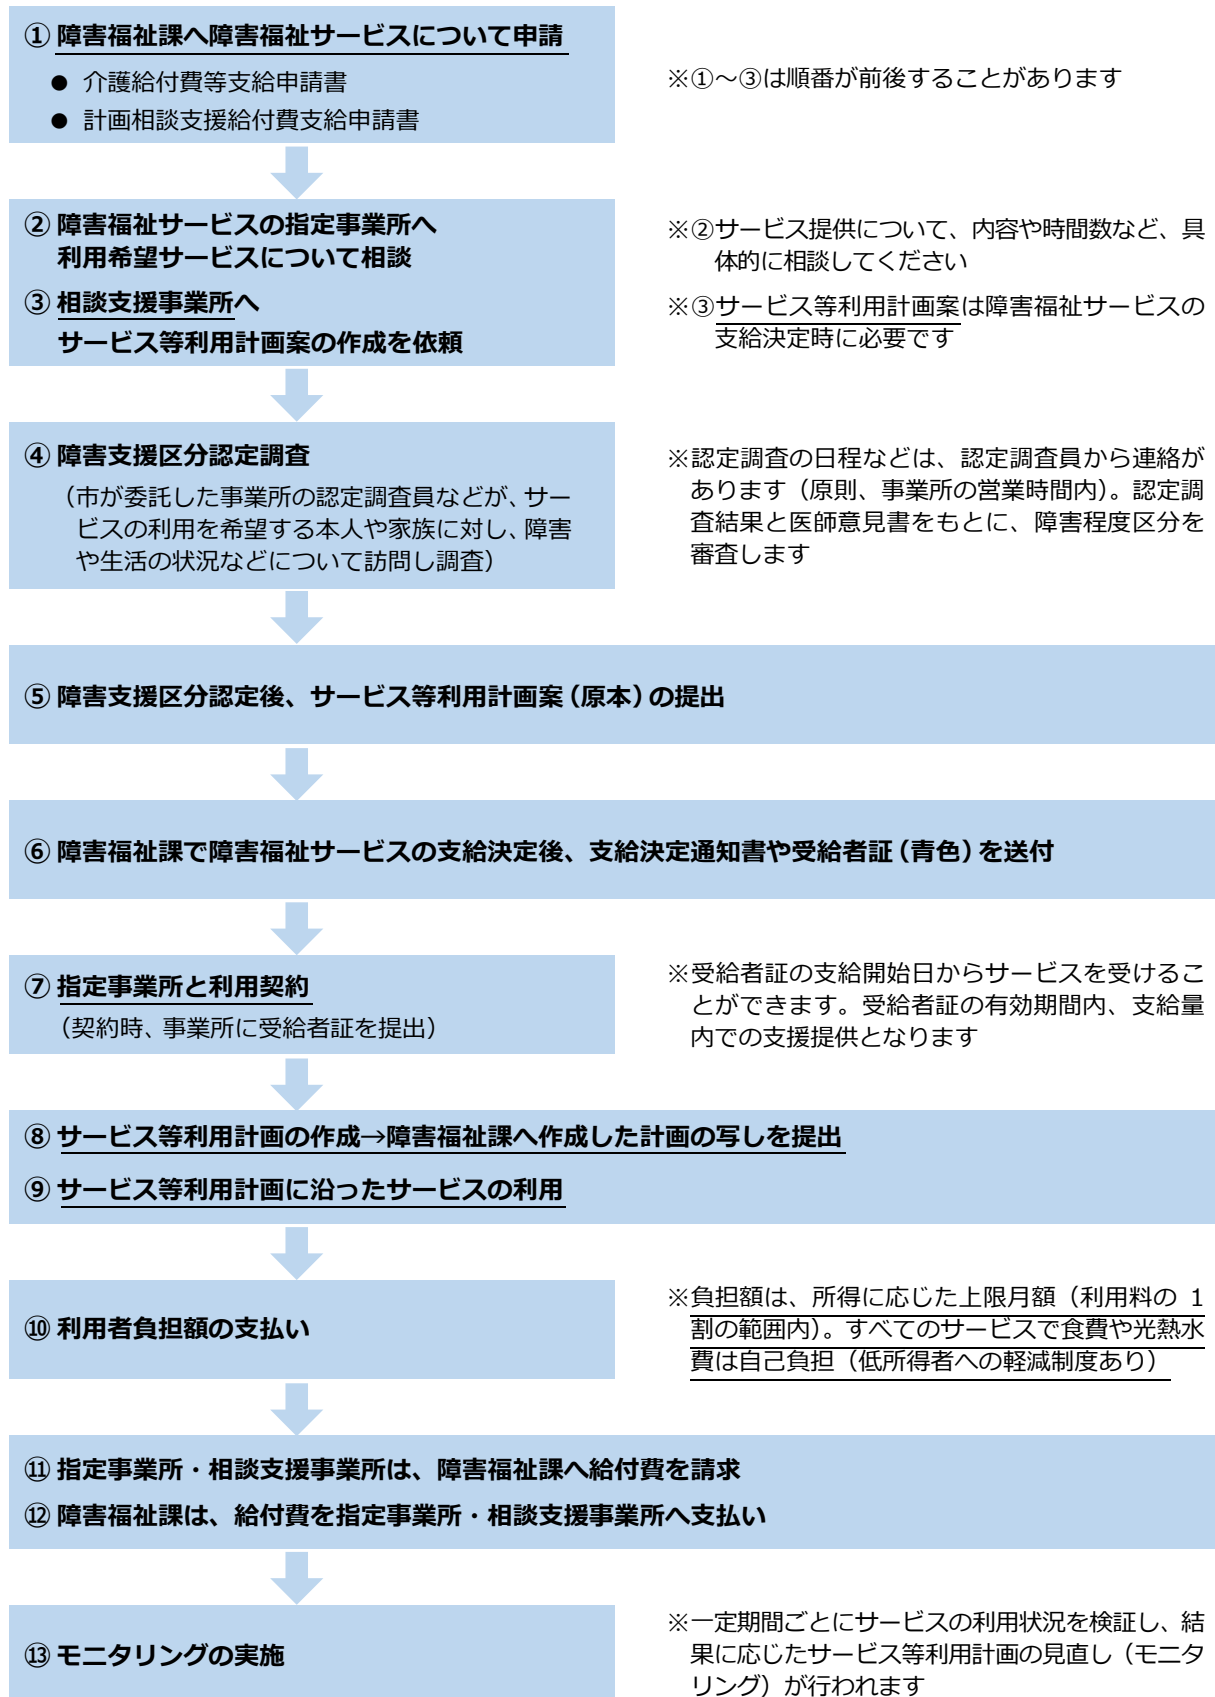 ① 障害福祉課へ障害福祉サービスについて申請
● 介護給付費等支給申請書
● 計画相談支援給付費支給申請書
※①～③は順番が前後することがあります
② 障害福祉サービスの指定事業所へ
利用希望サービスについて相談
③ 相談支援事業所へ
サービス等利用計画案の作成を依頼
※②サービス提供について、内容や時間数など、具
体的に相談してください
※③サービス等利用計画案は障害福祉サービスの
支給決定時に必要です
④ 障害支援区分認定調査
（市が委託した事業所の認定調査員などが、サー
ビスの利用を希望する本人や家族に対し、障害
や生活の状況などについて訪問し調査）
※認定調査の日程などは、認定調査員から連絡が
あります（原則、事業所の営業時間内）。認定調
査結果と医師意見書をもとに、障害程度区分を
審査します
⑤ 障害支援区分認定後、サービス等利用計画案（原本）の提出
⑥ 障害福祉課で障害福祉サービスの支給決定後、支給決定通知書や受給者証（青色）を送付
⑦ 指定事業所と利用契約
（契約時、事業所に受給者証を提出）
※受給者証の支給開始日からサービスを受けるこ
とができます。受給者証の有効期間内、支給量
内での支援提供となります
⑧ サービス等利用計画の作成→障害福祉課へ作成した計画の写しを提出
⑨ サービス等利用計画に沿ったサービスの利用
⑩ 利用者負担額の支払い
※負担額は、所得に応じた上限月額（利用料の 1
割の範囲内）。すべてのサービスで食費や光熱水
費は自己負担（低所得者への軽減制度あり）
⑪ 指定事業所・相談支援事業所は、障害福祉課へ給付費を請求
⑫ 障害福祉課は、給付費を指定事業所・相談支援事業所へ支払い
⑬ モニタリングの実施
※一定期間ごとにサービスの利用状況を検証し、結
果に応じたサービス等利用計画の見直し（モニタ
リング）が行われます